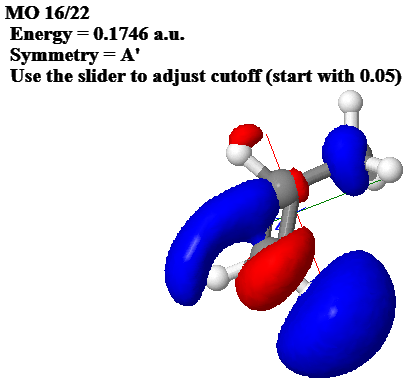 MO 16/22
Energy = 0.1746 a.u.
Symmetry = A'
Use the slider to adjust cutoff (start with 0.05)